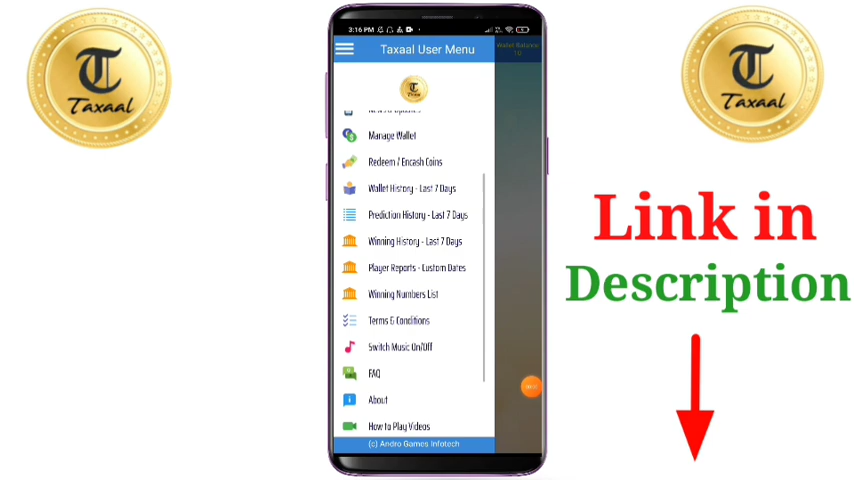 3:16 PM
Taxaal User Menu
Wallet Balance:
10
Manage Wallet
Redeem / Encash Coins
Wallet History - Last 7 Days
Prediction History - Last 7 Days
Winning History - Last 7 Days
Player Reports - Custom Dates
Winning Numbers List
Terms & Conditions
Switch Music On/Off
FAQ
About
How to Play Videos
(c) Andro Games Infotech
Taxaal
Taxaal
Link in
Description